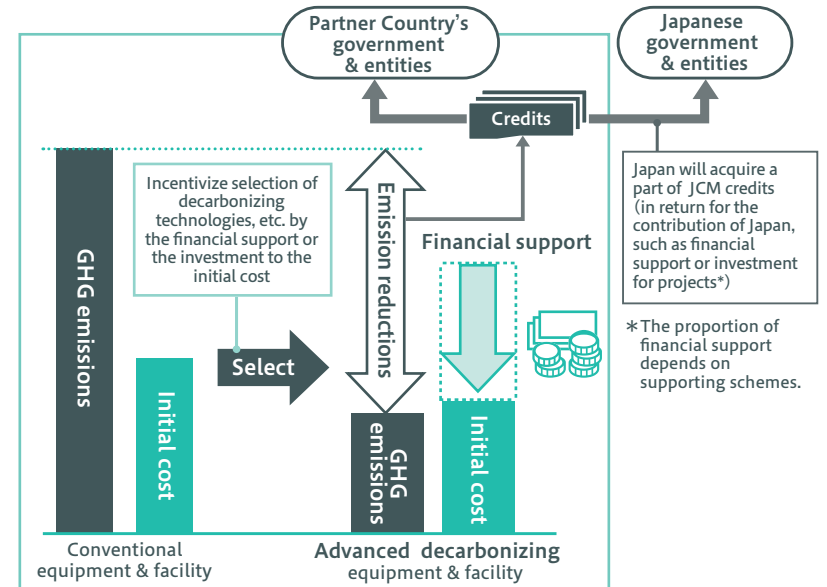 Partner Country's
government
& entities
Japanese
government
& entities
Credits
Incentivize selection of
decarbonizing
technologies, etc. by
the financial support or
the investment to the
initial cost
Japan will acquire a
part of JCM credits
(in return for the
contribution of Japan,
such as financial
support or investment
for projects*)
*The proportion of
financial support
depends on
supporting schemes.
GHG emissions
Initial cost
Select
Emission reductions
Financial support
GHG
emissions
Initial cost
Conventional
equipment & facility
Advanced decarbonizing
equipment & facility